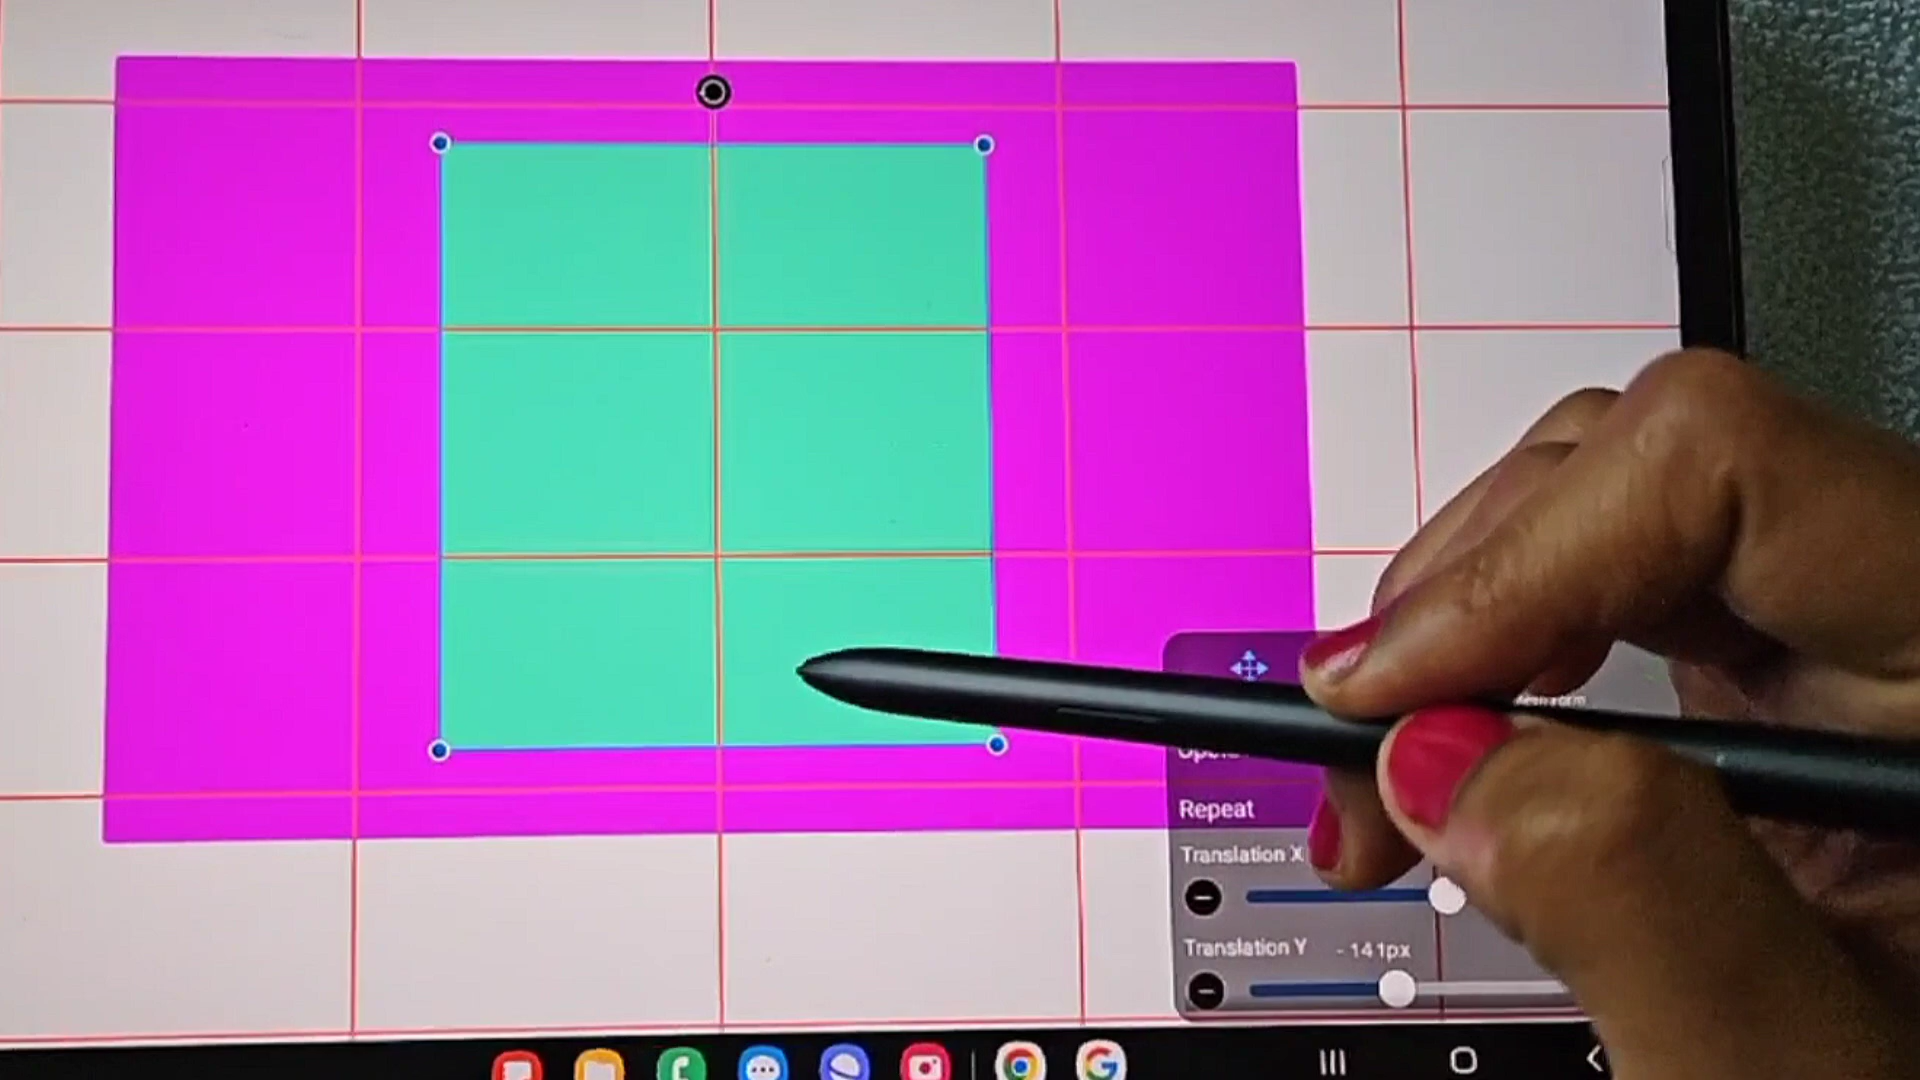 Repeat
Translation X
Translation Y - 141px